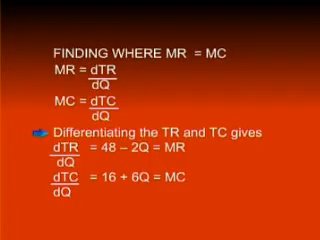 FINDING WHERE MR = MC
MR = dTR
dQ
MC = dTC
dQ
Differentiating the TR and TC gives
dTR = 48 – 2Q = MR
dQ
dTC = 16 + 6Q = MC
dQ